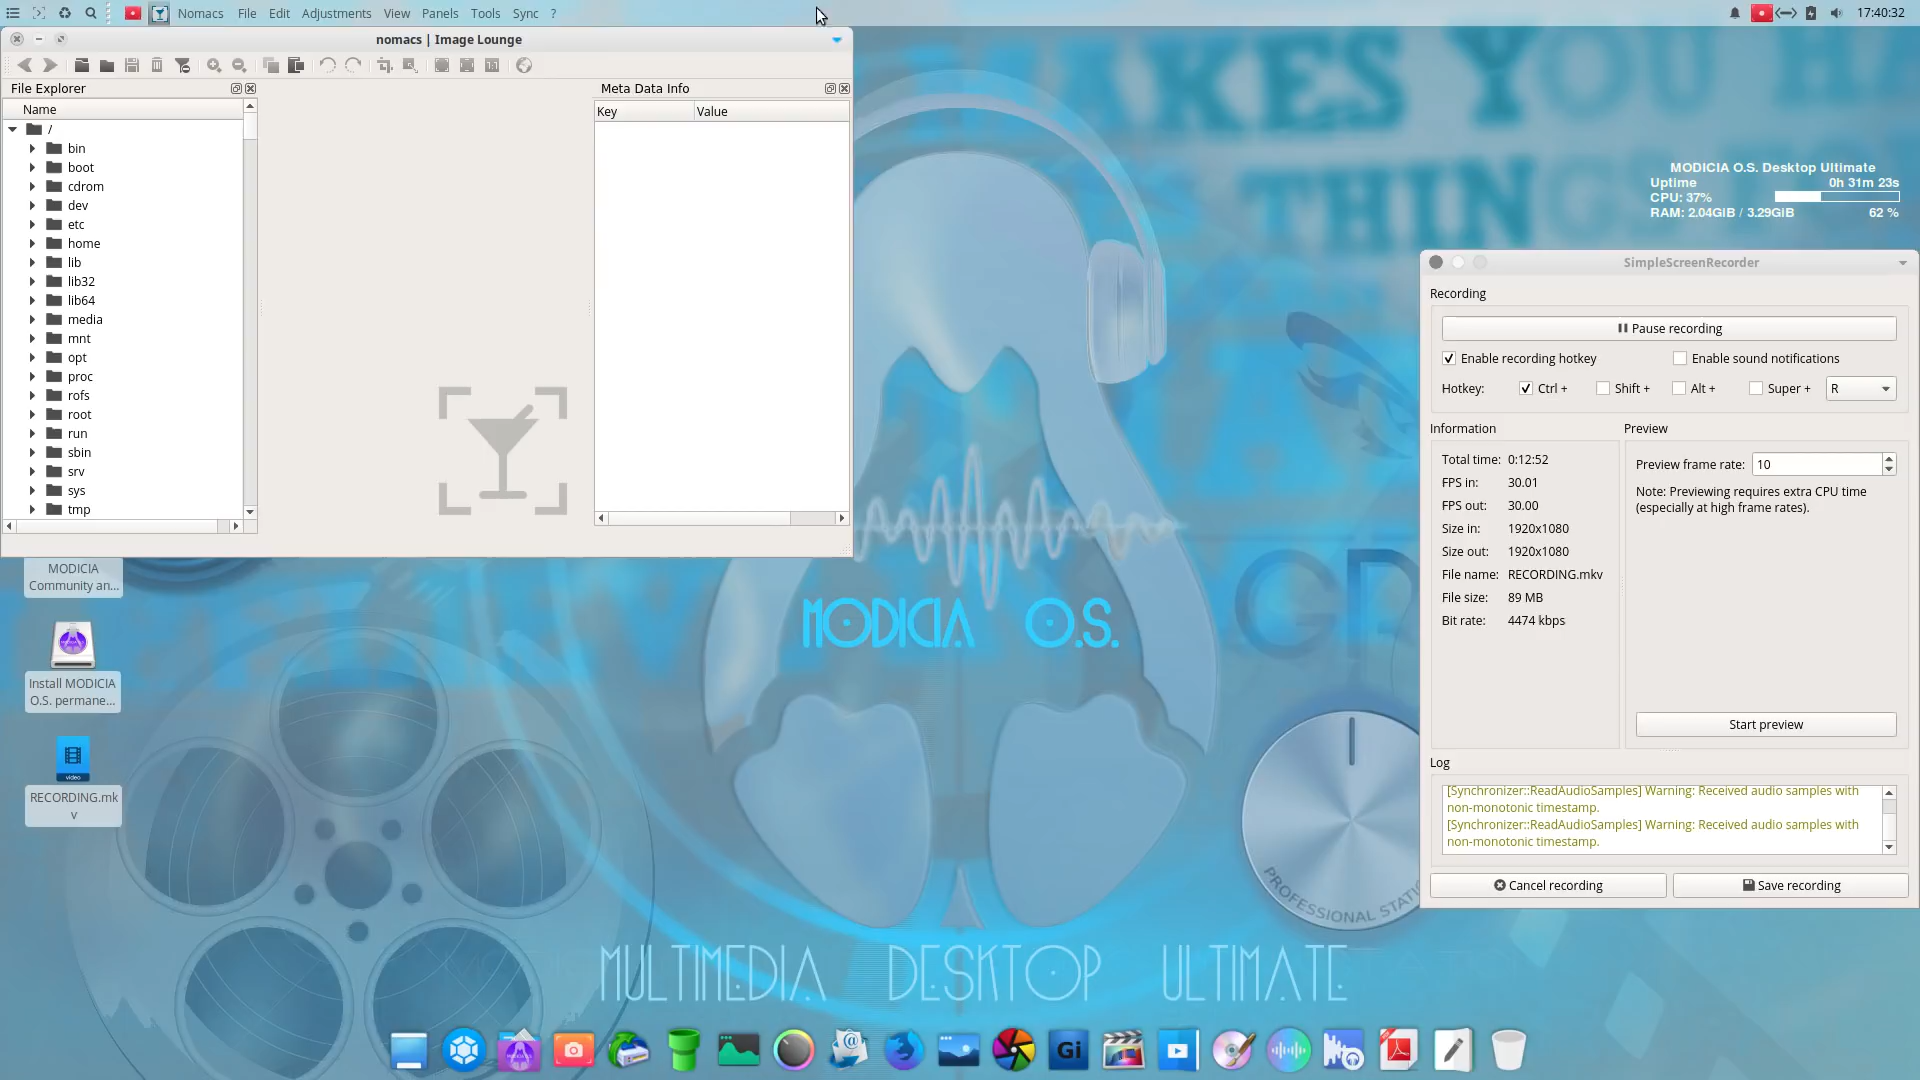 Nomacs File Edit Adjustments View Panels Tools Sync ?
17:40:32
nomacs | Image Lounge
File Explorer
Name
/
bin
boot
cdrom
dev
etc
home
lib
lib32
lib64
media
mnt
opt
proc
rofs
root
run
sbin
srv
sys
tmp
Meta Data Info
Key Value
MAKES YOU HA
THINGS
MODICIA O.S. Desktop Ultimate
Uptime 0h 31m 23s
CPU: 37%
RAM: 2.04GiB / 3.29GiB 62 %
SimpleScreenRecorder
Recording
Pause recording
Enable recording hotkey Enable sound notifications
Hotkey: Ctrl + Shift + Alt + Super + R
Information
Total time: 0:12:52
FPS in: 30.01
FPS out: 30.00
Size in: 1920x1080
Size out: 1920x1080
File name: RECORDING.mkv
File size: 89 MB
Bit rate: 4474 kbps
Preview
Preview frame rate: 10
Note: Previewing requires extra CPU time
(especially at high frame rates).
Start preview
Log
[Synchronizer::ReadAudioSamples] Warning: Received audio samples with
non-monotonic timestamp.
[Synchronizer::ReadAudioSamples] Warning: Received audio samples with
non-monotonic timestamp.
Cancel recording Save recording
MODICIA
Community an...
Install MODICIA
O.S. permane...
video
RECORDING.mk
v
MODICIA O.S.
PROFESSIONAL STATI
MULTIMEDIA DESKTOP ULTIMATE
Gi